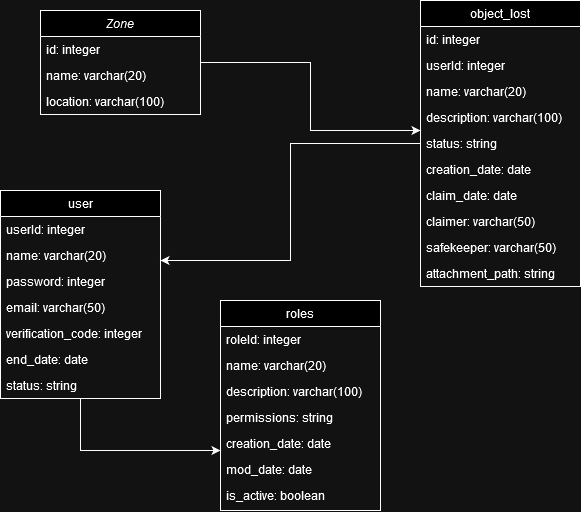 Zone
id: integer
name: varchar(20)
location: varchar(100)
object_lost
id: integer
userId: integer
name: varchar(20)
description: varchar(100)
status: string
creation_date: date
claim_date: date
claimer: varchar(50)
safekeeper: varchar(50)
attachment_path: string
user
userId: integer
name: varchar(20)
password: integer
email: varchar(50)
verification_code: integer
end_date: date
status: string
roles
roleId: integer
name: varchar(20)
description: varchar(100)
permissions: string
creation_date: date
mod_date: date
is_active: boolean